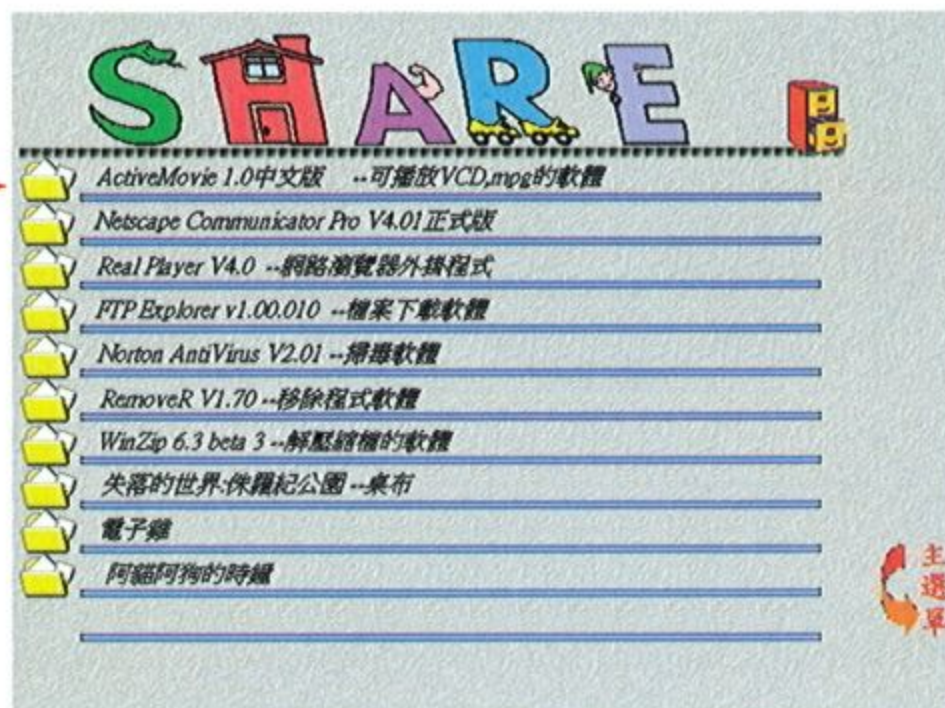 SHARE
ActiveMovie 1.0中文版 --可播放VCD,mpg的軟體
Netscape Communicator Pro V4.01正式版
Real Player V4.0 --網路瀏覽器外掛程式
FTP Explorer v1.00.010 --檔案下載軟體
Norton AntiVirus V2.01 --掃毒軟體
RemoveR V1.70 --移除程式軟體
WinZip 6.3 beta 3 --解壓縮檔的軟體
失落的世界:侏羅紀公園 --桌布
電子雞
阿貓阿狗的時鐘
主選單